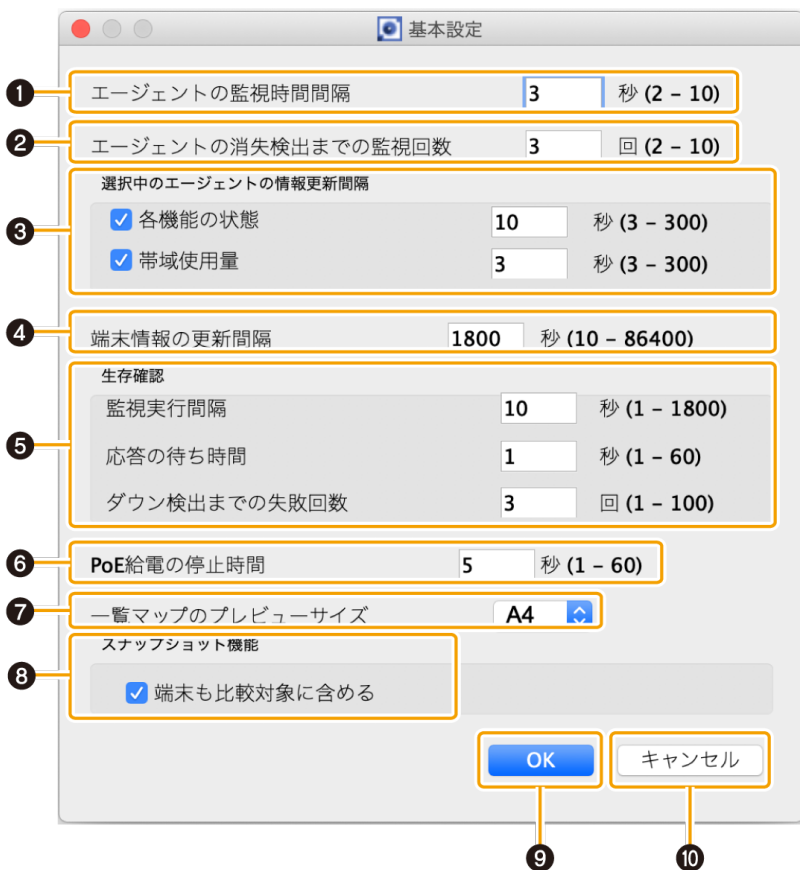 基本設定
❶ エージェントの監視時間間隔 3 秒 (2 – 10)
❷ エージェントの消失検出までの監視回数 3 回 (2 – 10)
選択中のエージェントの情報更新間隔
❸ 各機能の状態 10 秒 (3 – 300)
帯域使用量 3 秒 (3 – 300)
❹ 端末情報の更新間隔 1800 秒 (10 – 86400)
生存確認
監視実行間隔 10 秒 (1 – 1800)
❺ 応答の待ち時間 1 秒 (1 – 60)
ダウン検出までの失敗回数 3 回 (1 – 100)
❻ PoE給電の停止時間 5 秒 (1 – 60)
❼ 一覧マップのプレビューサイズ A4
スナップショット機能
❽ 端末も比較対象に含める
OK キャンセル
❾ ❿